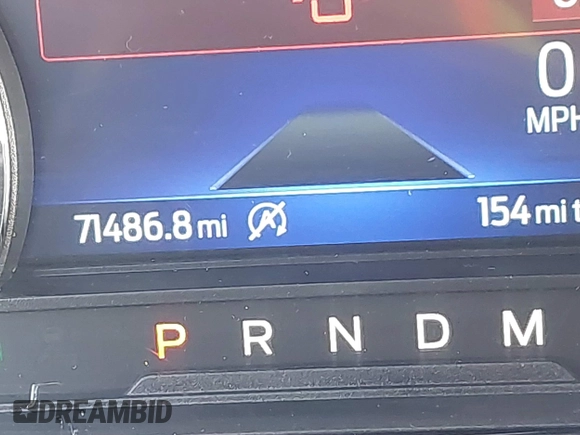 0
MPH
71486.8 mi
154 mi t
P R N D M
DREAMBID